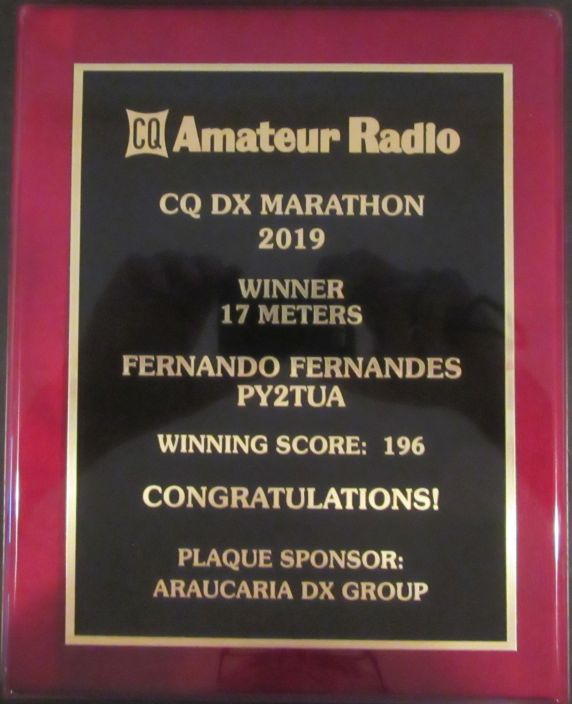 CQ Amateur Radio
CQ DX MARATHON
2019
WINNER
17 METERS
FERNANDO FERNANDES
PY2TUA
WINNING SCORE: 196
CONGRATULATIONS!
PLAQUE SPONSOR:
ARAUCARIA DX GROUP